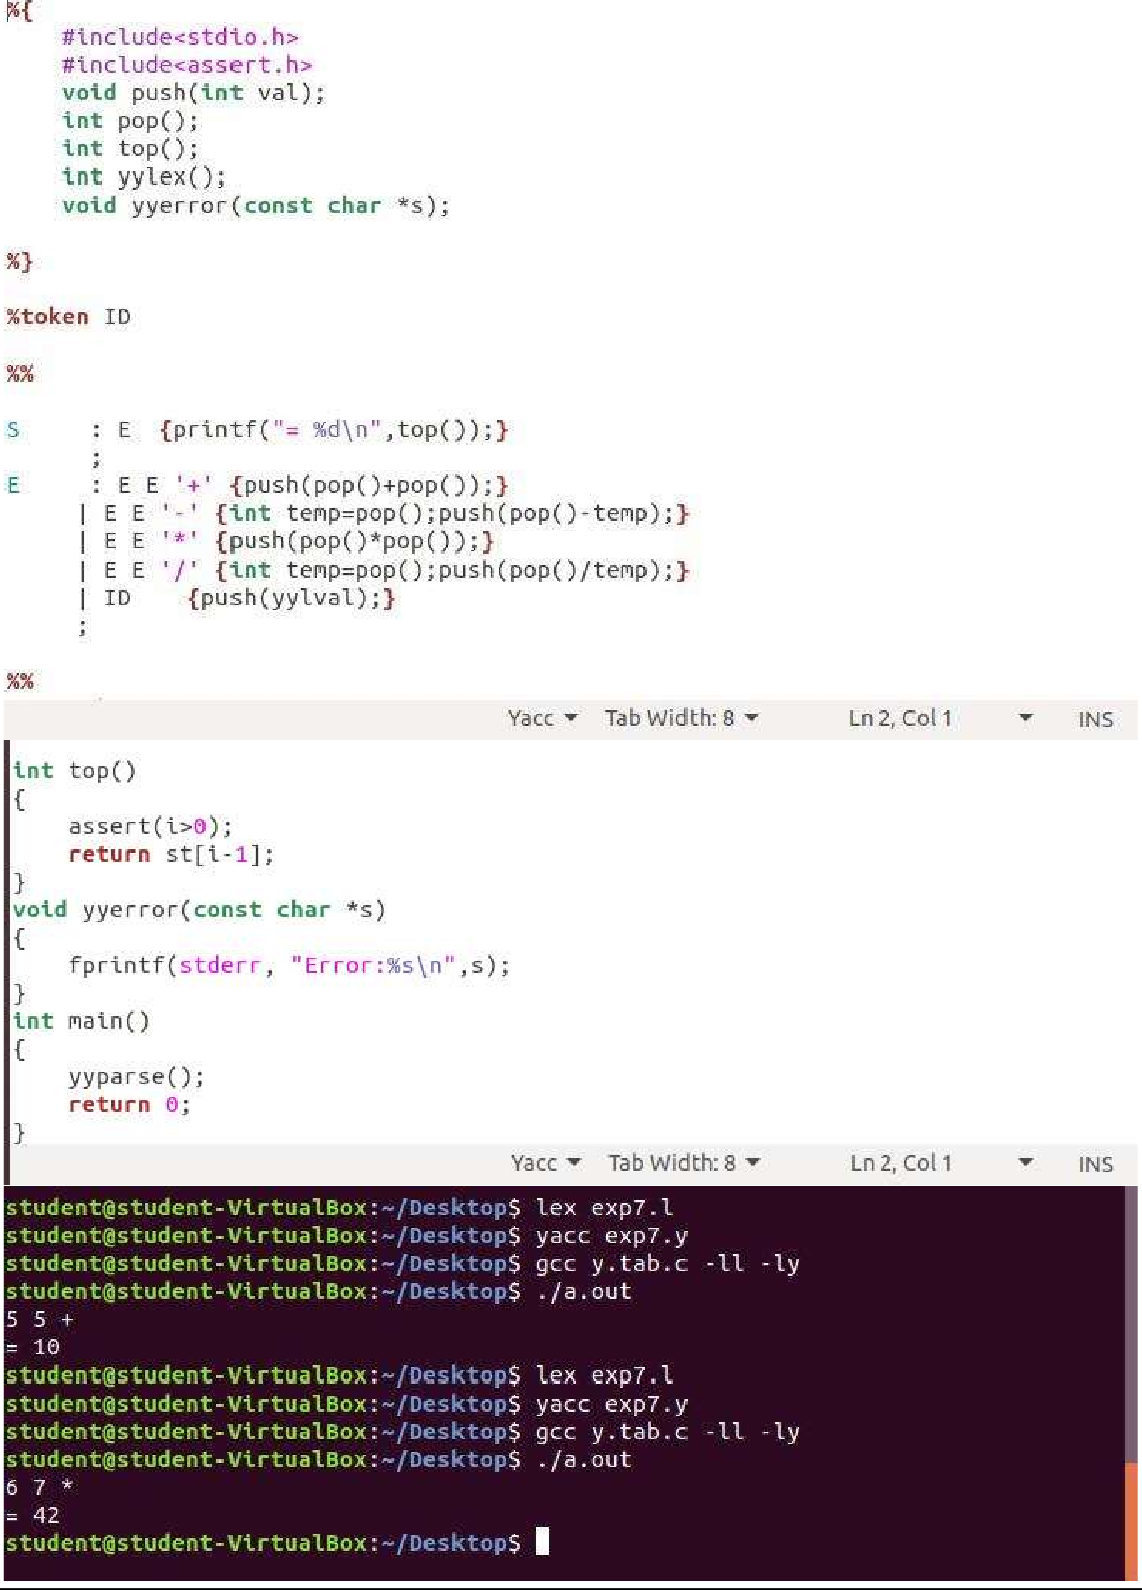 %{
#include<stdio.h>
#include<assert.h>
void push(int val);
int pop();
int top();
int yylex();
void yyerror(const char *s);
%}
%token ID
%%
S : E {printf("= %d\n",top());}
;
E : E E '+' {push(pop()+pop());}
| E E '-' {int temp=pop();push(pop()-temp);}
| E E '*' {push(pop()*pop());}
| E E '/' {int temp=pop();push(pop()/temp);}
| ID {push(yylval);}
;
%%
Yacc Tab Width: 8 Ln 2, Col 1 INS
int top()
{
assert(i>0);
return st[i-1];
}
void yyerror(const char *s)
{
fprintf(stderr, "Error:%s\n",s);
}
int main()
{
yyparse();
return 0;
}
Yacc Tab Width: 8 Ln 2, Col 1 INS
student@student-VirtualBox:~/Desktop$ lex exp7.l
student@student-VirtualBox:~/Desktop$ yacc exp7.y
student@student-VirtualBox:~/Desktop$ gcc y.tab.c -ll -ly
student@student-VirtualBox:~/Desktop$ ./a.out
5 5 +
= 10
student@student-VirtualBox:~/Desktop$ lex exp7.l
student@student-VirtualBox:~/Desktop$ yacc exp7.y
student@student-VirtualBox:~/Desktop$ gcc y.tab.c -ll -ly
student@student-VirtualBox:~/Desktop$ ./a.out
6 7 *
= 42
student@student-VirtualBox:~/Desktop$